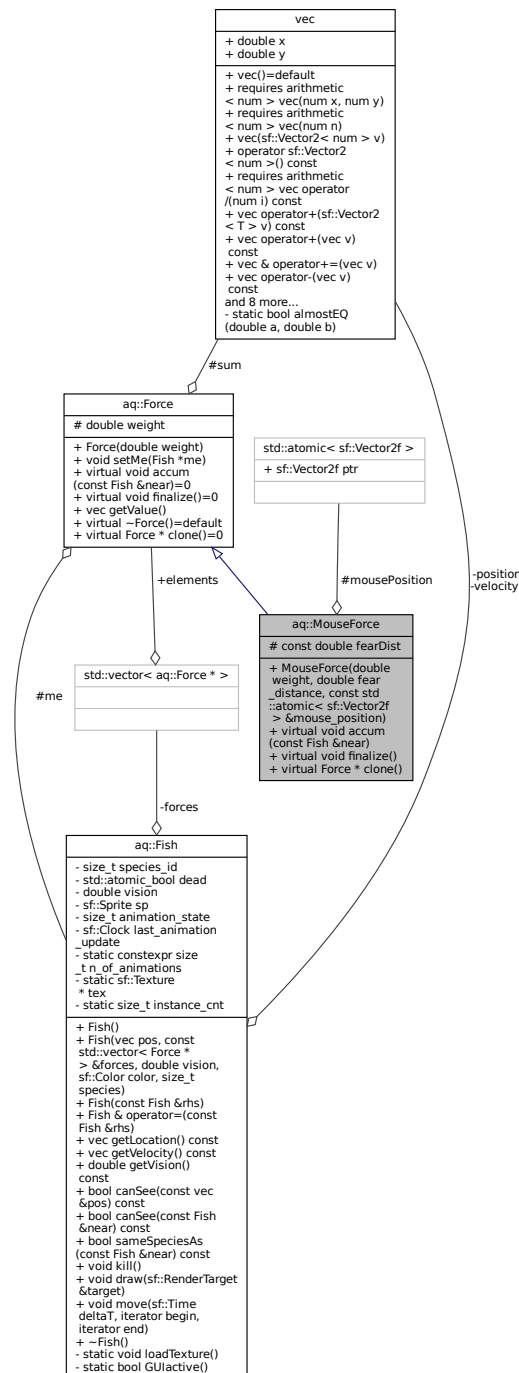 vec
+ double x
+ double y
+ vec()=default
+ requires arithmetic
< num > vec(num x, num y)
+ requires arithmetic
< num > vec(num n)
+ vec(sf::Vector2< num > v)
+ operator sf::Vector2
< num >() const
+ requires arithmetic
< num > vec operator
/(num i) const
+ vec operator+(sf::Vector2
< T > v) const
+ vec operator+(vec v)
const
+ vec & operator+=(vec v)
+ vec operator-(vec v)
const
and 8 more...
- static bool almostEQ
(double a, double b)
#sum
aq::Force
# double weight
+ Force(double weight)
+ void setMe(Fish *me)
+ virtual void accum
(const Fish &near)=0
+ virtual void finalize()=0
+ vec getValue()
+ virtual ~Force()=default
+ virtual Force * clone()=0
std::atomic< sf::Vector2f >
+ sf::Vector2f ptr
#mousePosition
-position
-velocity
+elements
aq::MouseForce
# const double fearDist
+ MouseForce(double
weight, double fear
_distance, const std
::atomic< sf::Vector2f
> &mouse_position)
+ virtual void accum
(const Fish &near)
+ virtual void finalize()
+ virtual Force * clone()
std::vector< aq::Force * >
#me
-forces
aq::Fish
- size_t species_id
- std::atomic_bool dead
- double vision
- sf::Sprite sp
- size_t animation_state
- sf::Clock last_animation
_update
- static constexpr size
_t n_of_animations
- static sf::Texture
* tex
- static size_t instance_cnt
+ Fish()
+ Fish(vec pos, const
std::vector< Force *
> &forces, double vision,
sf::Color color, size_t
species)
+ Fish(const Fish &rhs)
+ Fish & operator=(const
Fish &rhs)
+ vec getLocation() const
+ vec getVelocity() const
+ double getVision()
const
+ bool canSee(const vec
&pos) const
+ bool canSee(const Fish
&near) const
+ bool sameSpeciesAs
(const Fish &near) const
+ void kill()
+ void draw(sf::RenderTarget
&target)
+ void move(sf::Time
deltaT, iterator begin,
iterator end)
+ ~Fish()
- static void loadTexture()
- static bool GUIactive()